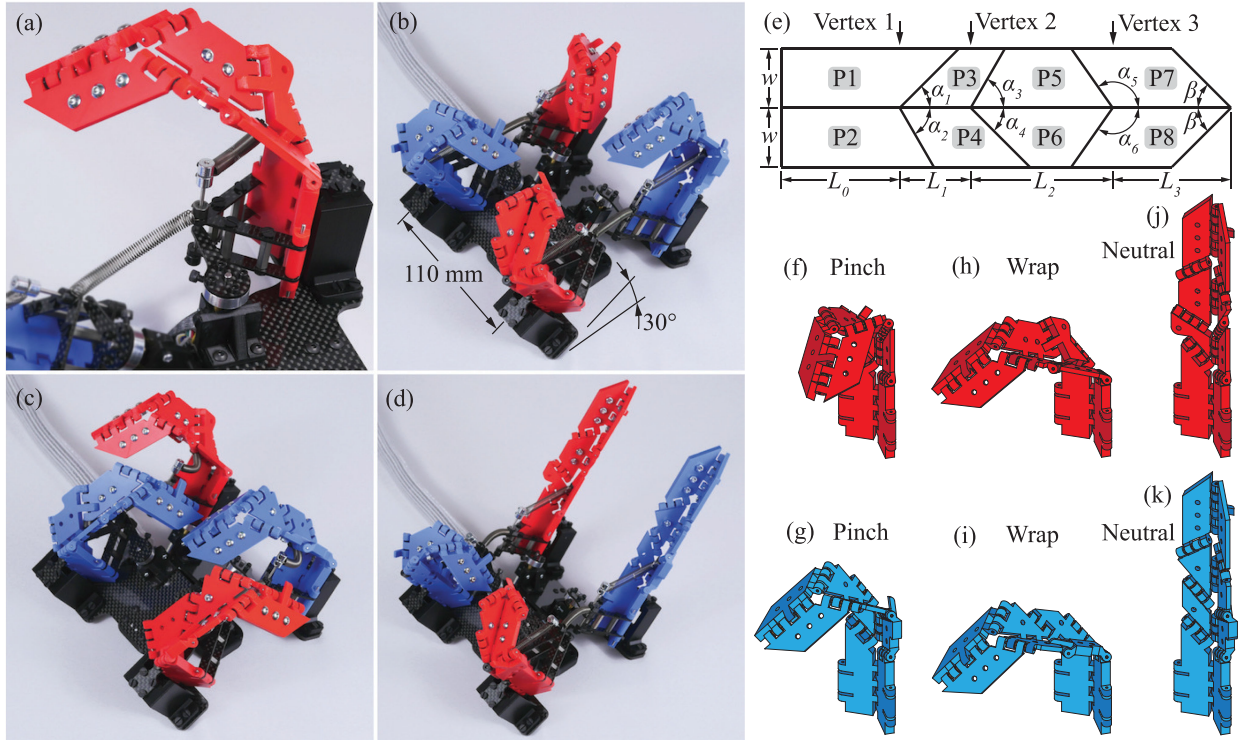 (a)
(b)
110 mm
30°
(c)
(d)
(e)
Vertex 1
Vertex 2
Vertex 3
w
P1
P3
P5
P7
α1
α3
α5
β
w
P2
P4
P6
P8
α2
α4
α6
β
L0
L1
L2
L3
(f) Pinch
(h) Wrap
(j)
Neutral
(g) Pinch
(i) Wrap
(k)
Neutral